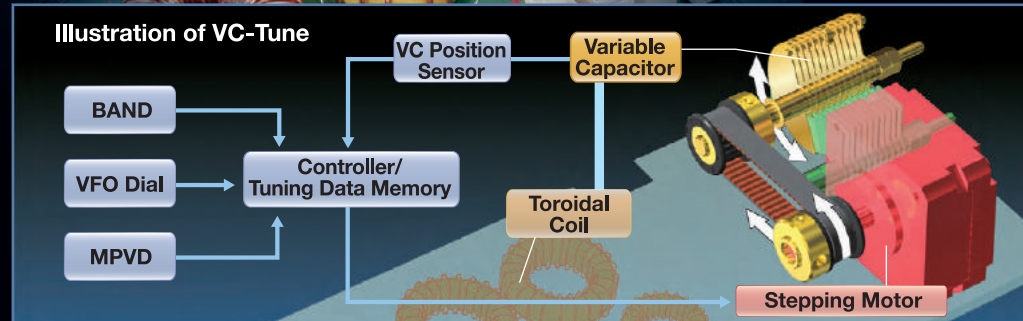 Illustration of VC-Tune
BAND
VFO Dial
MPVD
Controller/
Tuning Data Memory
VC Position
Sensor
Variable
Capacitor
Toroidal
Coil
Stepping Motor